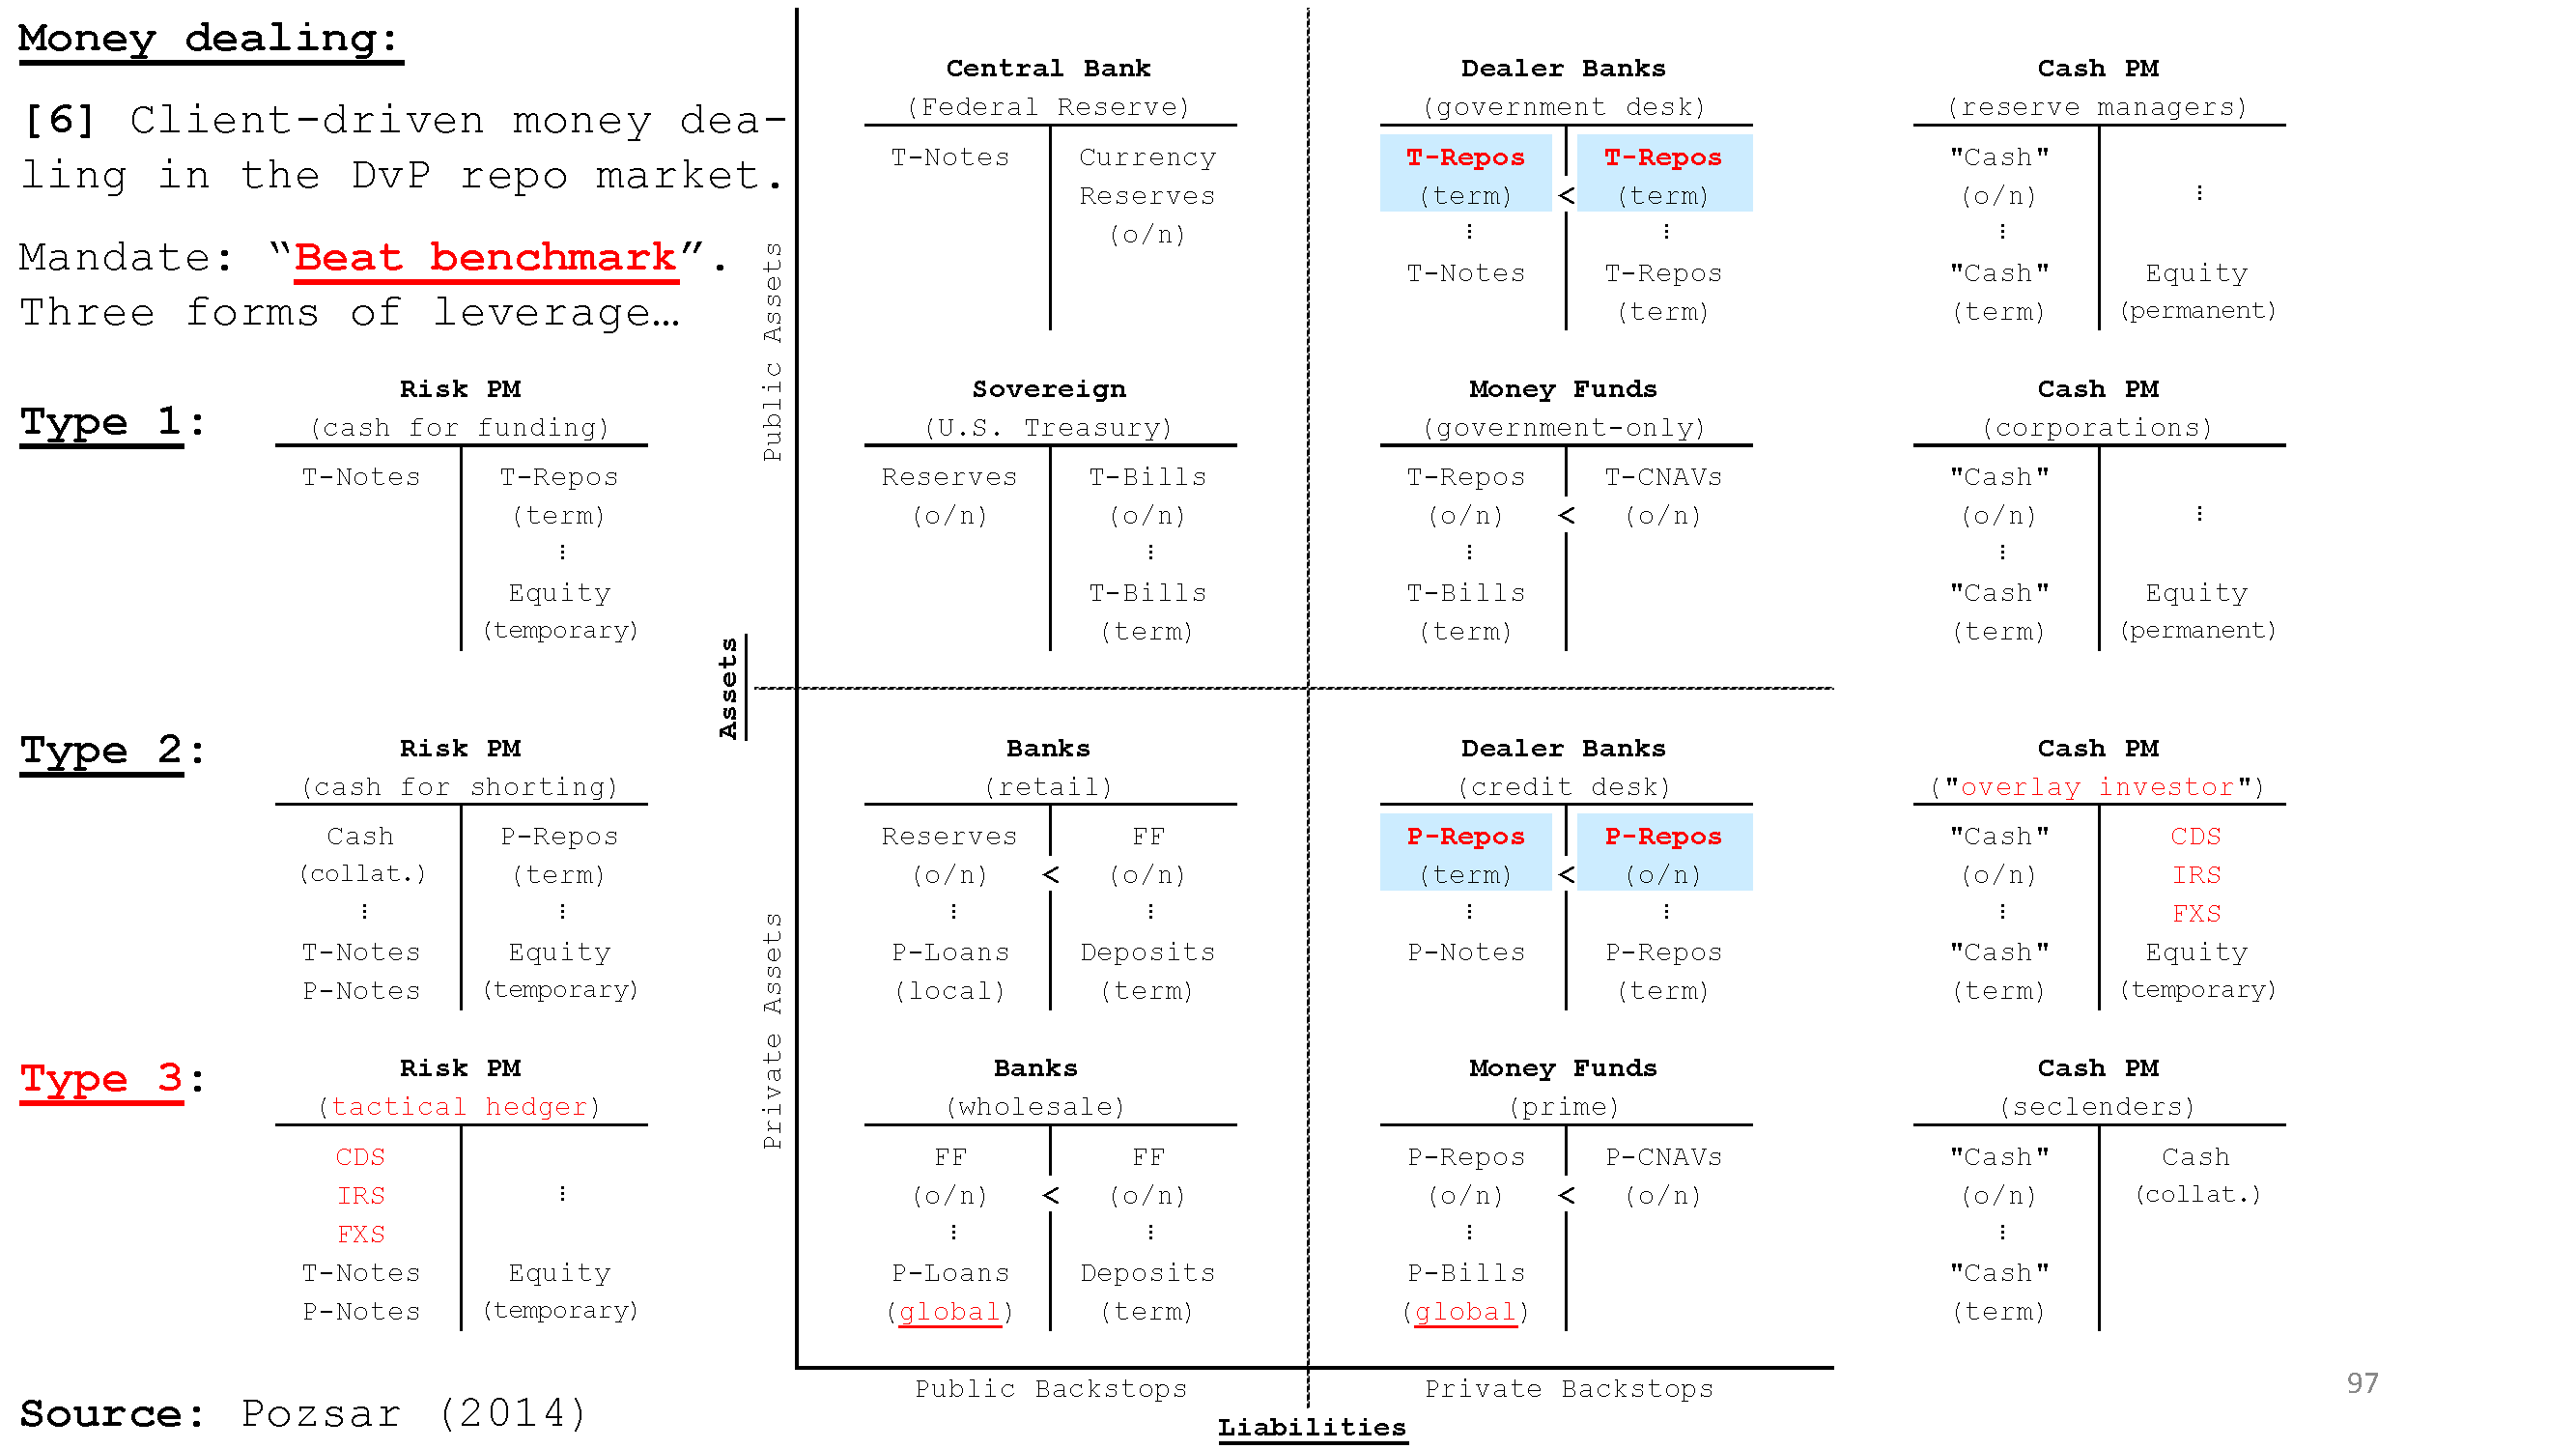 Money dealing:
[6] Client-driven money dea-
ling in the DvP repo market.
Mandate: “Beat benchmark”.
Three forms of leverage…
Type 1:
Risk PM
(cash for funding)
T-Notes T-Repos
(term)
⋮
Equity
(temporary)
Type 2:
Risk PM
(cash for shorting)
Cash P-Repos
(collat.) (term)
⋮ ⋮
T-Notes Equity
P-Notes (temporary)
Type 3:
Risk PM
(tactical hedger)
CDS
IRS ⋮
FXS
T-Notes Equity
P-Notes (temporary)
Source: Pozsar (2014)
Assets
Public Assets
Private Assets
Central Bank
(Federal Reserve)
T-Notes Currency
Reserves
(o/n)
Dealer Banks
(government desk)
T-Repos T-Repos
(term) < (term)
⋮ ⋮
T-Notes T-Repos
(term)
Cash PM
(reserve managers)
"Cash"
(o/n) ⋮
⋮
"Cash" Equity
(term) (permanent)
Sovereign
(U.S. Treasury)
Reserves T-Bills
(o/n) (o/n)
⋮
T-Bills
(term)
Money Funds
(government-only)
T-Repos T-CNAVs
(o/n) < (o/n)
⋮
T-Bills
(term)
Cash PM
(corporations)
"Cash"
(o/n) ⋮
⋮
"Cash" Equity
(term) (permanent)
Banks
(retail)
Reserves FF
(o/n) < (o/n)
⋮ ⋮
P-Loans Deposits
(local) (term)
Dealer Banks
(credit desk)
P-Repos P-Repos
(term) < (o/n)
⋮ ⋮
P-Notes P-Repos
(term)
Cash PM
("overlay investor")
"Cash" CDS
(o/n) IRS
⋮ FXS
"Cash" Equity
(term) (temporary)
Banks
(wholesale)
FF FF
(o/n) < (o/n)
⋮ ⋮
P-Loans Deposits
(global) (term)
Money Funds
(prime)
P-Repos P-CNAVs
(o/n) < (o/n)
⋮
P-Bills
(global)
Cash PM
(seclenders)
"Cash" Cash
(o/n) (collat.)
⋮
"Cash"
(term)
Public Backstops Private Backstops
Liabilities
97